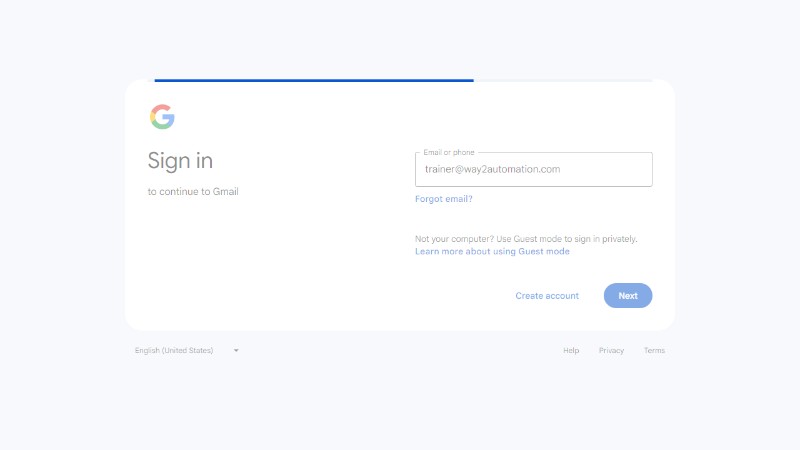 Sign in
to continue to Gmail
Email or phone
trainer@way2automation.com
Forgot email?
Not your computer? Use Guest mode to sign in privately.
Learn more about using Guest mode
Create account
Next
English (United States)
Help
Privacy
Terms